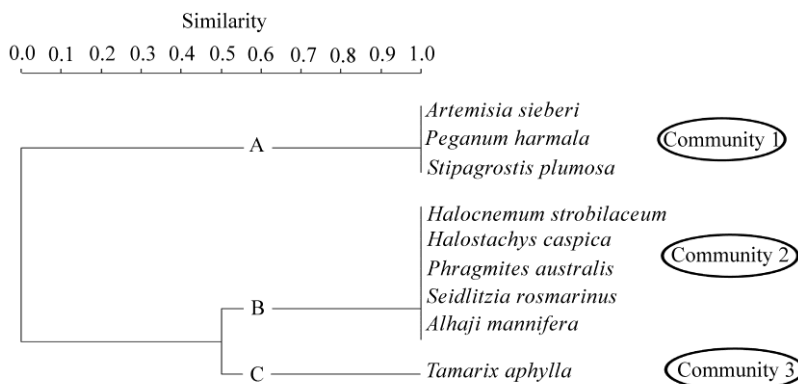 Similarity
0.0 0.1 0.2 0.3 0.4 0.5 0.6 0.7 0.8 0.9 1.0
Artemisia sieberi
A Peganum harmala Community 1
Stipagrostis plumosa
Halocnemum strobilaceum
Halostachys caspica Community 2
Phragmites australis
B Seidlitzia rosmarinus
Alhaji mannifera
C Tamarix aphylla Community 3